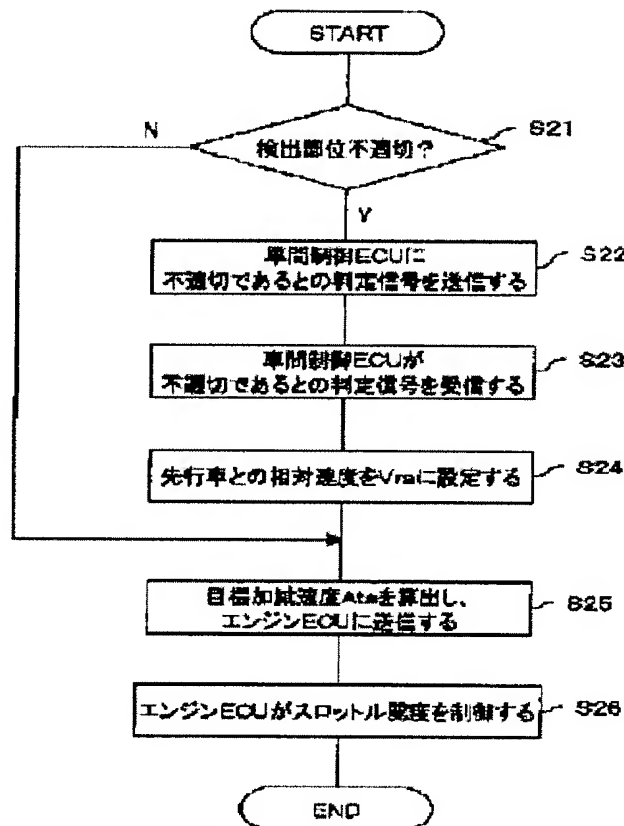 START
N
検出部位不適切?
S21
Y
車間制御ECUに
不適切であるとの判定信号を送信する
S22
車間制御ECUが
不適切であるとの判定信号を受信する
S23
先行車との相対速度をVraに設定する
S24
目標加減速度Ataを算出し、
エンジンECUに送信する
S25
エンジンECUがスロットル開度を制御する
S26
END